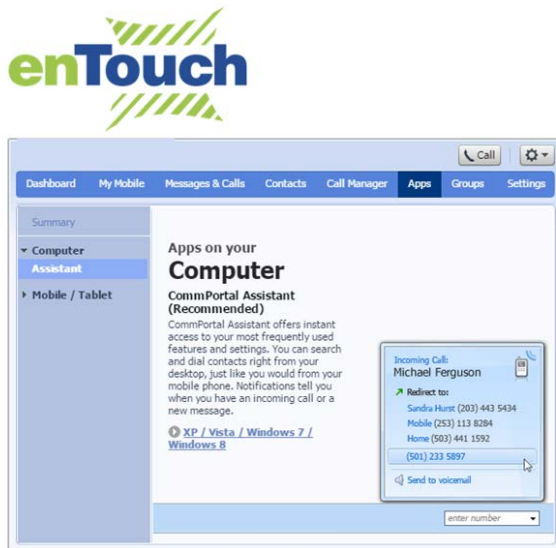 enTouch
Call
Dashboard My Mobile Messages & Calls Contacts Call Manager Apps Groups Settings
Summary
Computer
Assistant
Mobile / Tablet
Apps on your
Computer
CommPortal Assistant
(Recommended)
CommPortal Assistant offers instant
access to your most frequently used
features and settings. You can search
and dial contacts right from your
desktop, just like you would from your
mobile phone. Notifications tell you
when you have an incoming call or a
new message.
XP / Vista / Windows 7 /
Windows 8
Incoming Call:
Michael Ferguson
Redirect to:
Sandra Hurst (203) 443 5434
Mobile (253) 113 8284
Home (503) 441 1592
(501) 233 5897
Send to voicemail
enter number